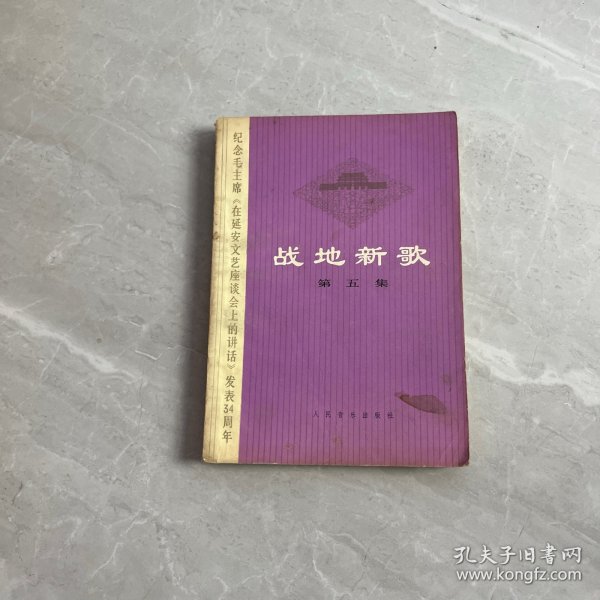 纪念毛主席《在延安文艺座谈会上的讲话》发表34周年
战地新歌
第五集
人民音乐出版社
孔夫子旧书网
www.kongfz.com